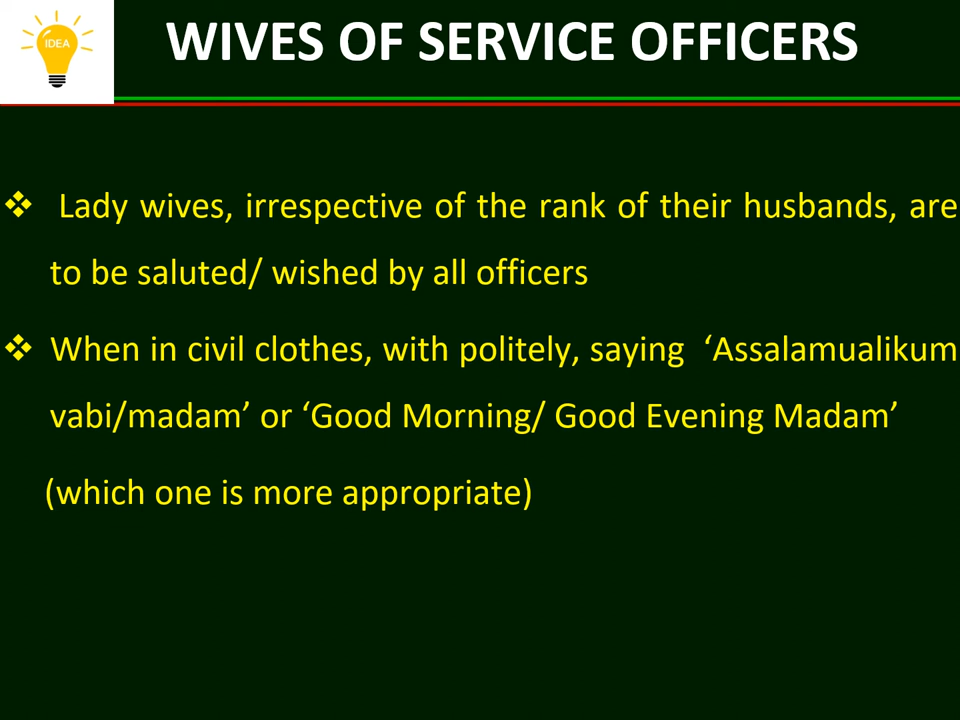 IDEA
WIVES OF SERVICE OFFICERS
❖ Lady wives, irrespective of the rank of their husbands, are
to be saluted/ wished by all officers
❖ When in civil clothes, with politely, saying ‘Assalamualikum
vabi/madam’ or ‘Good Morning/ Good Evening Madam’
(which one is more appropriate)